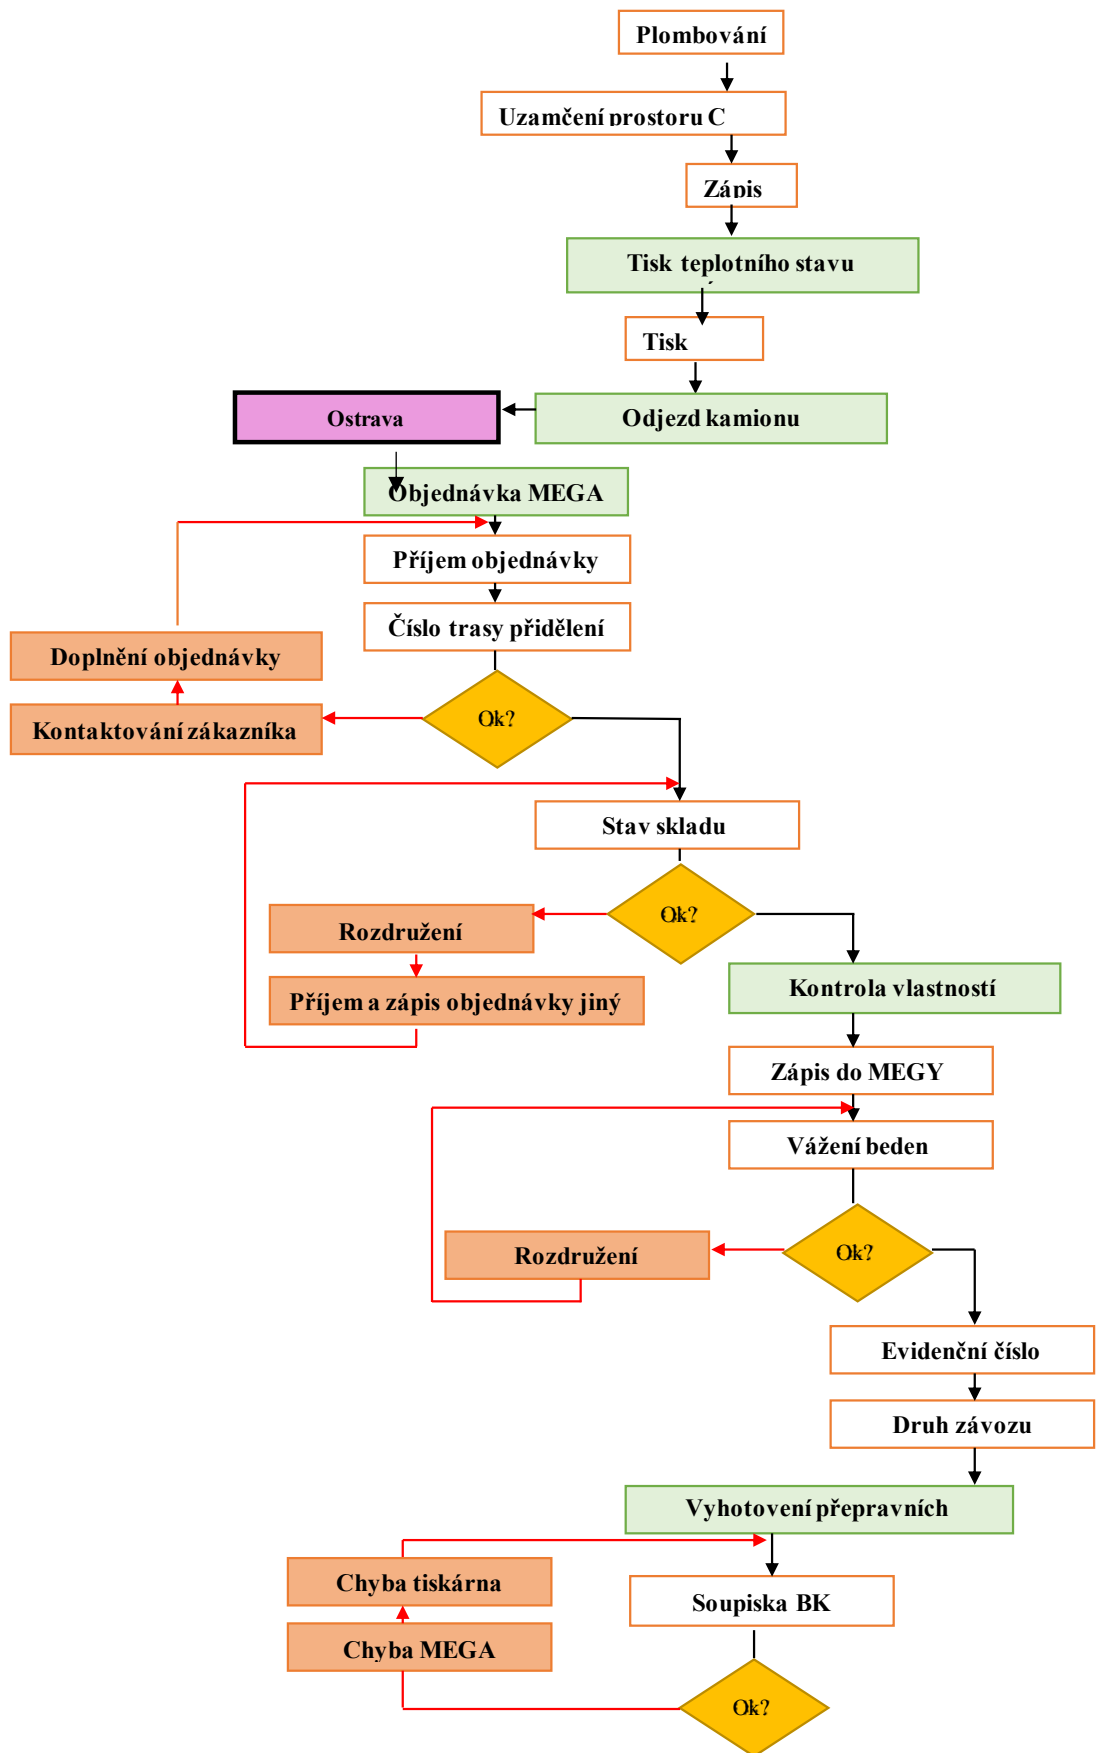 Plombování
Uzamčení prostoru C
Zápis
Tisk teplotního stavu
Tisk
Odjezd kamionu
Ostrava
Objednávka MEGA
Příjem objednávky
Číslo trasy přidělení
Doplnění objednávky
Kontaktování zákazníka
Ok?
Stav skladu
Ok?
Rozdružení
Příjem a zápis objednávky jiný
Kontrola vlastností
Zápis do MEGY
Vážení beden
Rozdružení
Ok?
Evidenční číslo
Druh závozu
Vyhotovení přepravních
Chyba tiskárna
Soupiska BK
Chyba MEGA
Ok?